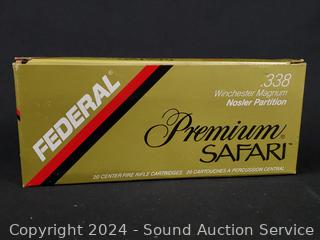 FEDERAL®
.338
Winchester Magnum
Nosler Partition
Premium®
SAFARI™
20 CENTER FIRE RIFLE CARTRIDGES 20 CARTOUCHES A PERCUSSION CENTRAL
Copyright 2024 - Sound Auction Service